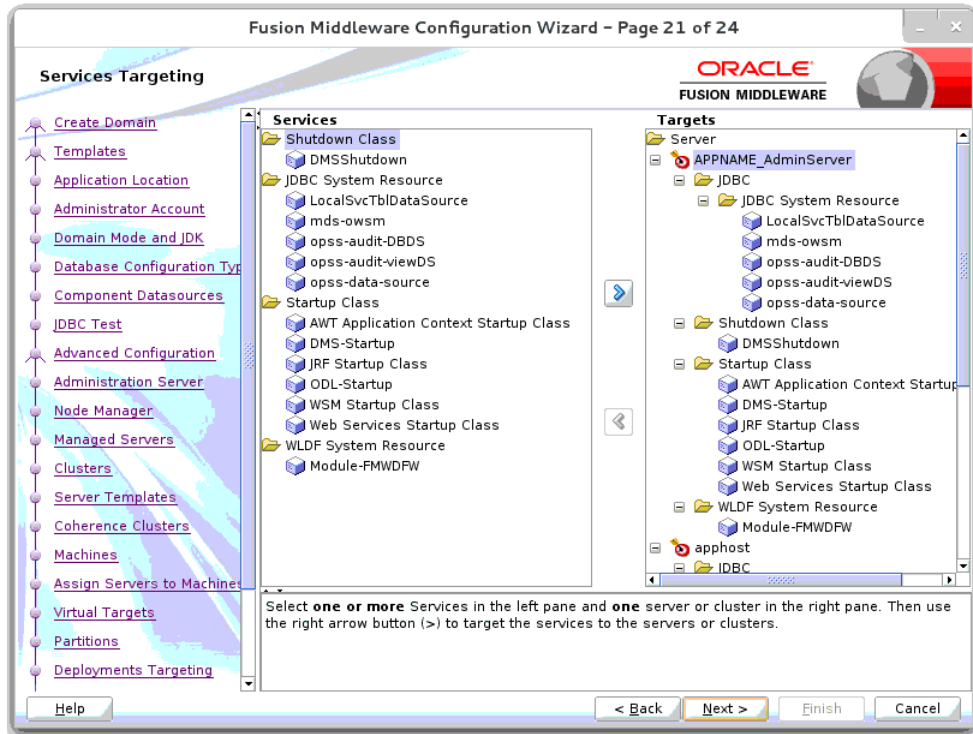 Fusion Middleware Configuration Wizard – Page 21 of 24
Services Targeting
ORACLE
FUSION MIDDLEWARE
Create Domain
Templates
Application Location
Administrator Account
Domain Mode and JDK
Database Configuration Typ
Component Datasources
JDBC Test
Advanced Configuration
Administration Server
Node Manager
Managed Servers
Clusters
Server Templates
Coherence Clusters
Machines
Assign Servers to Machines
Virtual Targets
Partitions
Deployments Targeting
Services
Shutdown Class
DMSShutdown
JDBC System Resource
LocalSvcTblDataSource
mds-owsm
opss-audit-DBDS
opss-audit-viewDS
opss-data-source
Startup Class
AWT Application Context Startup Class
DMS-Startup
JRF Startup Class
ODL-Startup
WSM Startup Class
Web Services Startup Class
WLDF System Resource
Module-FMWDFW
Targets
Server
APPNAME_AdminServer
JDBC
JDBC System Resource
LocalSvcTblDataSource
mds-owsm
opss-audit-DBDS
opss-audit-viewDS
opss-data-source
Shutdown Class
DMSShutdown
Startup Class
AWT Application Context Startup
DMS-Startup
JRF Startup Class
ODL-Startup
WSM Startup Class
Web Services Startup Class
WLDF System Resource
Module-FMWDFW
apphost
JDBC
Select one or more Services in the left pane and one server or cluster in the right pane. Then use
the right arrow button (>) to target the services to the servers or clusters.
Help
< Back
Next >
Finish
Cancel